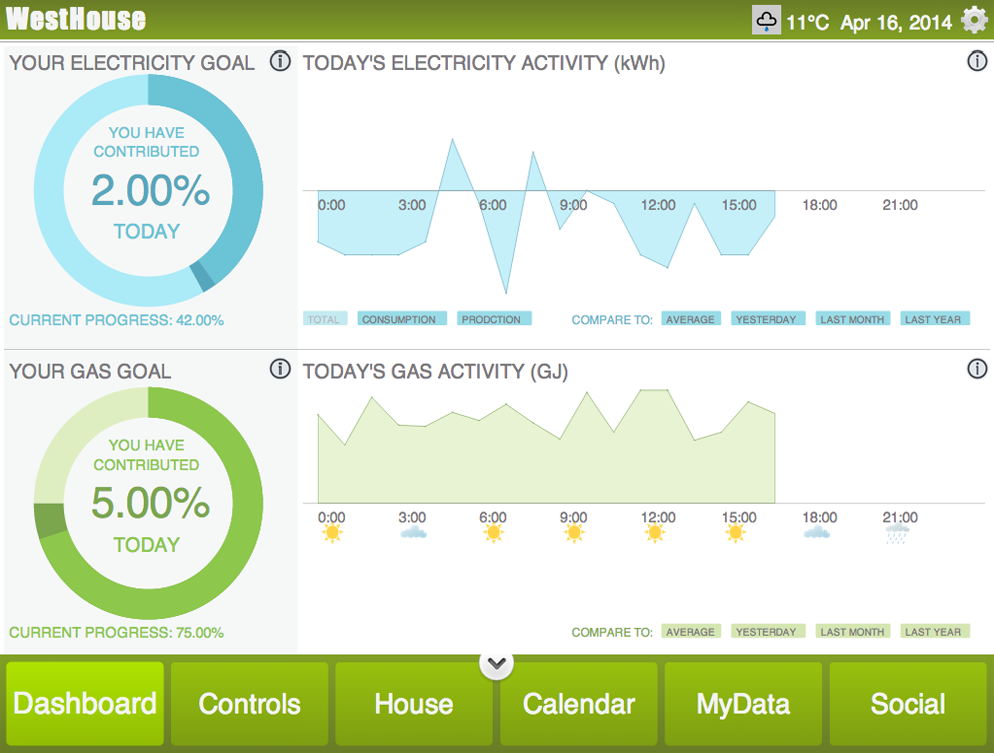 WestHouse
11°C Apr 16, 2014
YOUR ELECTRICITY GOAL
TODAY'S ELECTRICITY ACTIVITY (kWh)
YOU HAVE
CONTRIBUTED
2.00%
TODAY
CURRENT PROGRESS: 42.00%
0:00 3:00 6:00 9:00 12:00 15:00 18:00 21:00
TOTAL CONSUMPTION PRODCTION COMPARE TO: AVERAGE YESTERDAY LAST MONTH LAST YEAR
YOUR GAS GOAL
TODAY'S GAS ACTIVITY (GJ)
YOU HAVE
CONTRIBUTED
5.00%
TODAY
CURRENT PROGRESS: 75.00%
0:00 3:00 6:00 9:00 12:00 15:00 18:00 21:00
COMPARE TO: AVERAGE YESTERDAY LAST MONTH LAST YEAR
Dashboard Controls House Calendar MyData Social